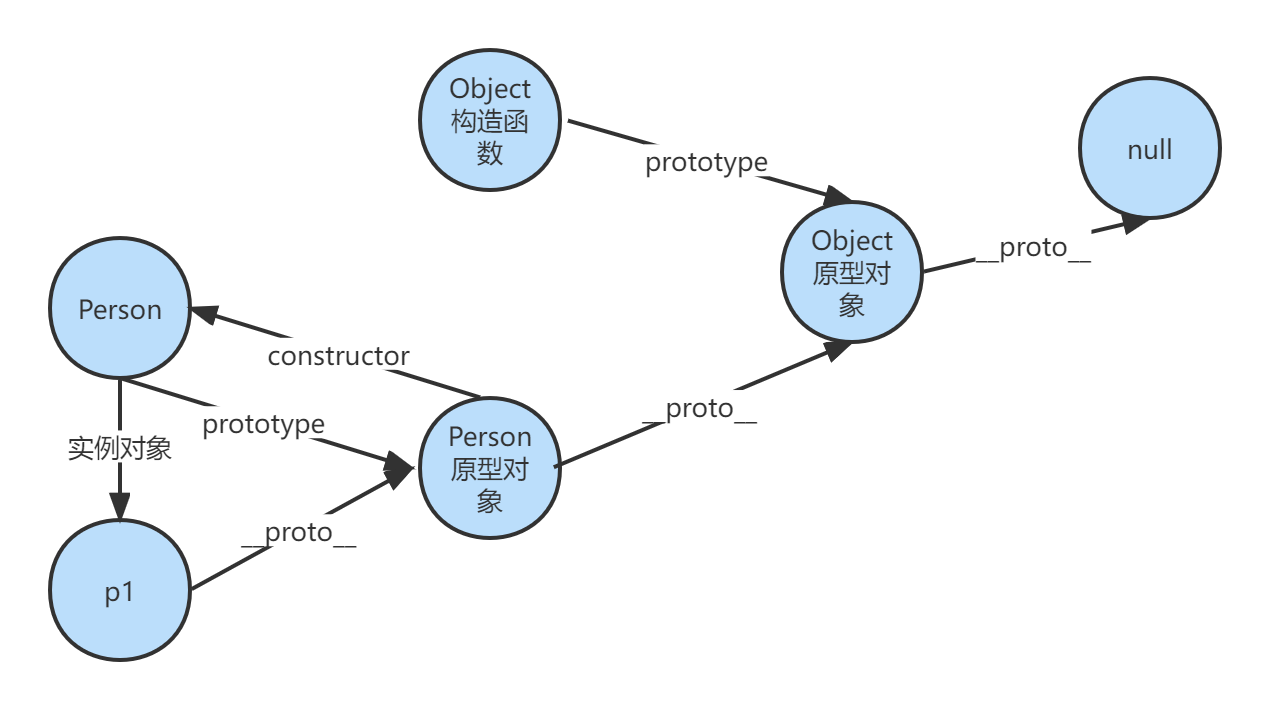 Object
构造函
数
null
prototype
Object
原型对
象
__proto__
Person
constructor
__proto__
prototype
Person
原型对
象
实例对象
__proto__
p1